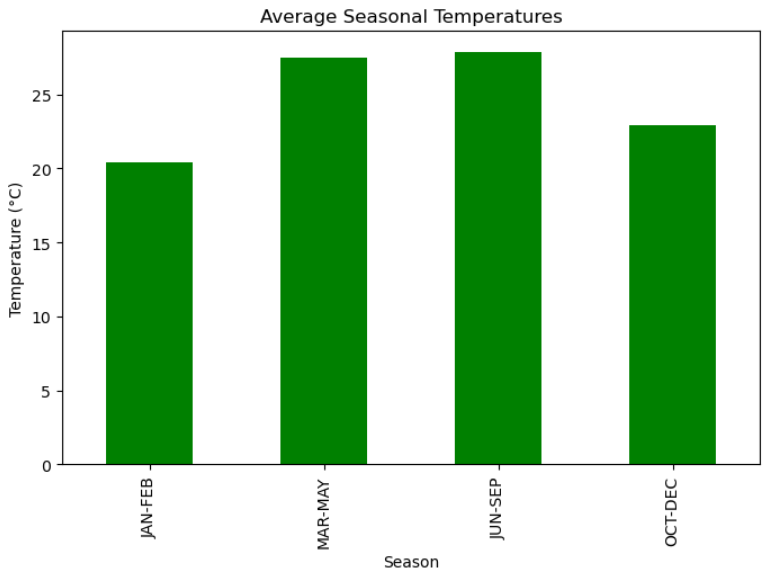 Average Seasonal Temperatures
Temperature (°C)
25
20
15
10
5
0
JAN-FEB
MAR-MAY
JUN-SEP
OCT-DEC
Season